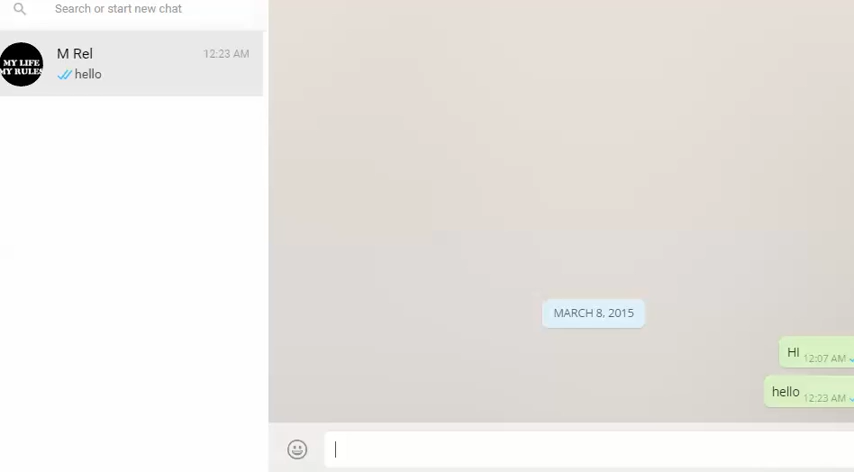 Search or start new chat
MY LIFE
MY RULES
M Rel
12:23 AM
hello
MARCH 8, 2015
HI 12:07 AM
hello 12:23 AM